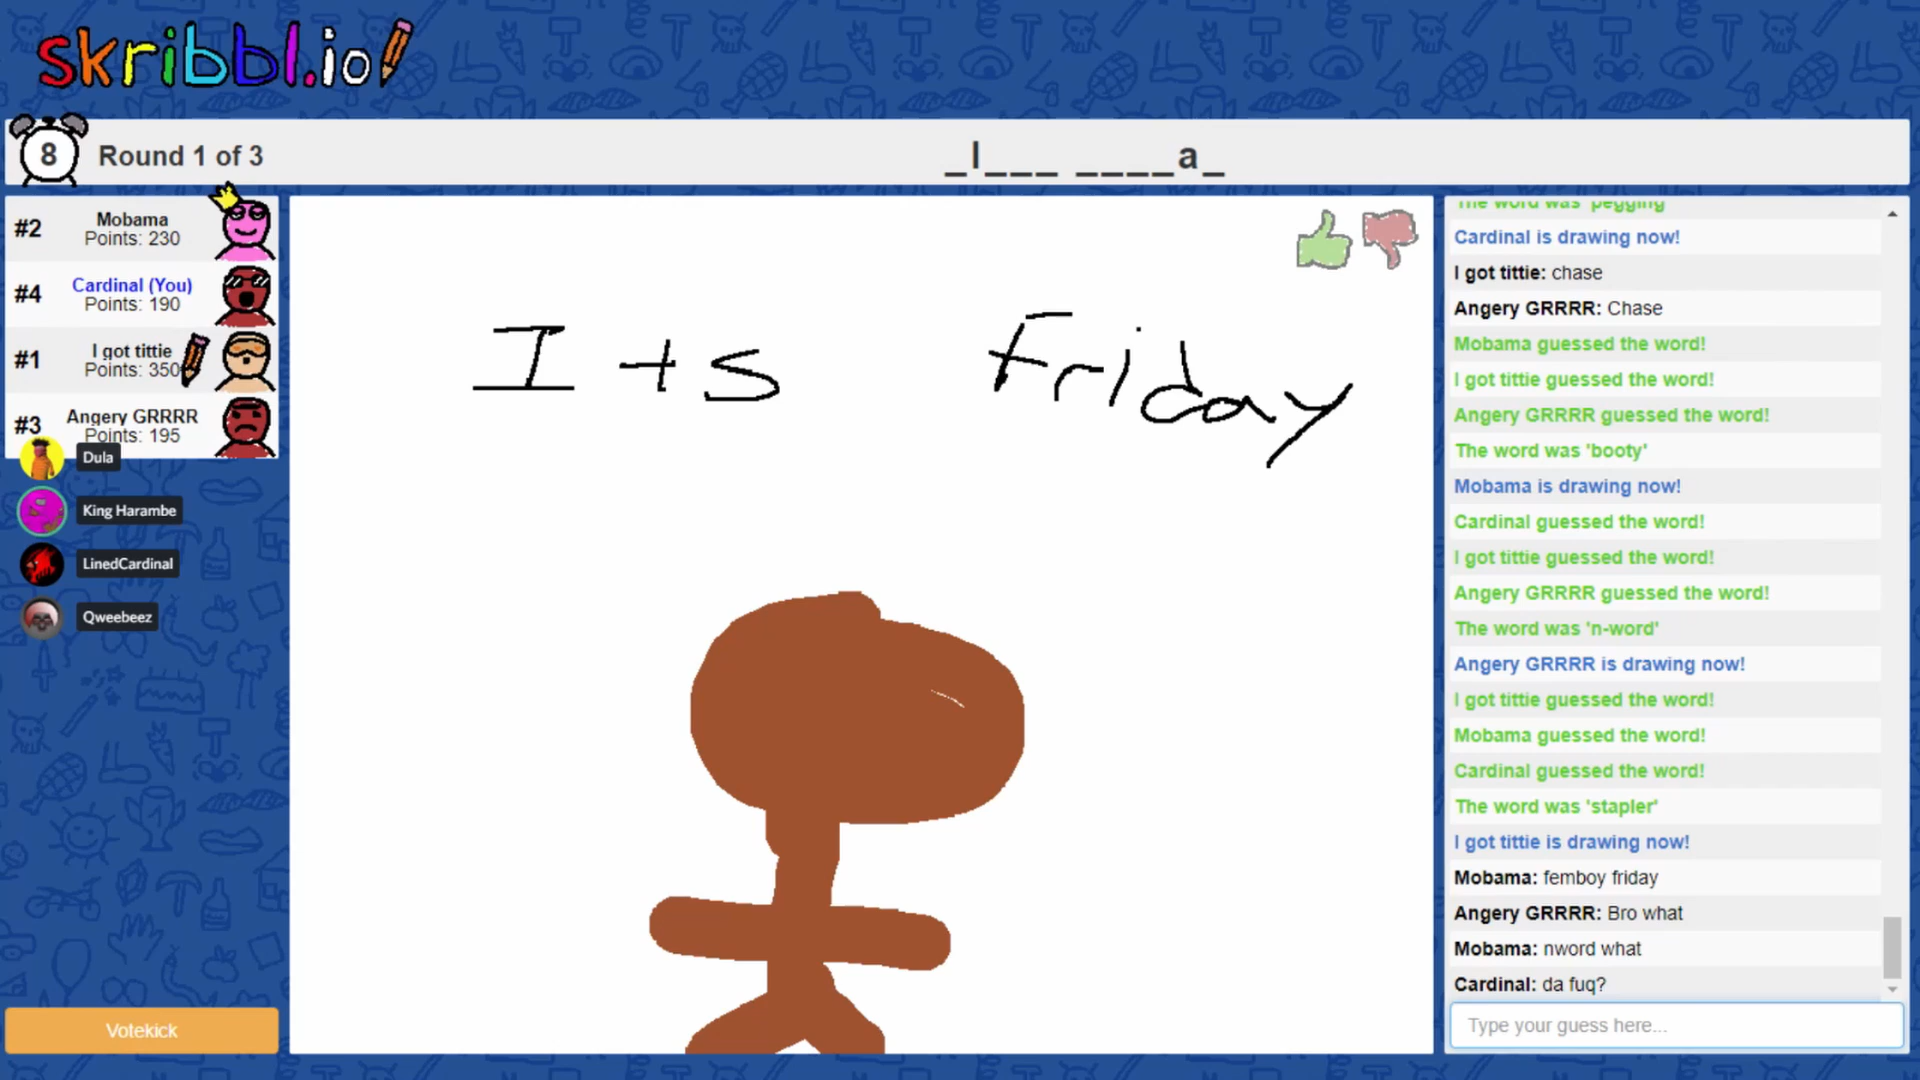 skribbl.io
8
Round 1 of 3
_l___ ____a_
#2 Mobama
Points: 230
#4 Cardinal (You)
Points: 190
#1 I got tittie
Points: 350
#3 Angery GRRRR
Points: 195
Dula
King Harambe
LinedCardinal
Qweebeez
Votekick
Its Friday
The word was 'pegging'
Cardinal is drawing now!
I got tittie: chase
Angery GRRRR: Chase
Mobama guessed the word!
I got tittie guessed the word!
Angery GRRRR guessed the word!
The word was 'booty'
Mobama is drawing now!
Cardinal guessed the word!
I got tittie guessed the word!
Angery GRRRR guessed the word!
The word was 'n-word'
Angery GRRRR is drawing now!
I got tittie guessed the word!
Mobama guessed the word!
Cardinal guessed the word!
The word was 'stapler'
I got tittie is drawing now!
Mobama: femboy friday
Angery GRRRR: Bro what
Mobama: nword what
Cardinal: da fuq?
Type your guess here...